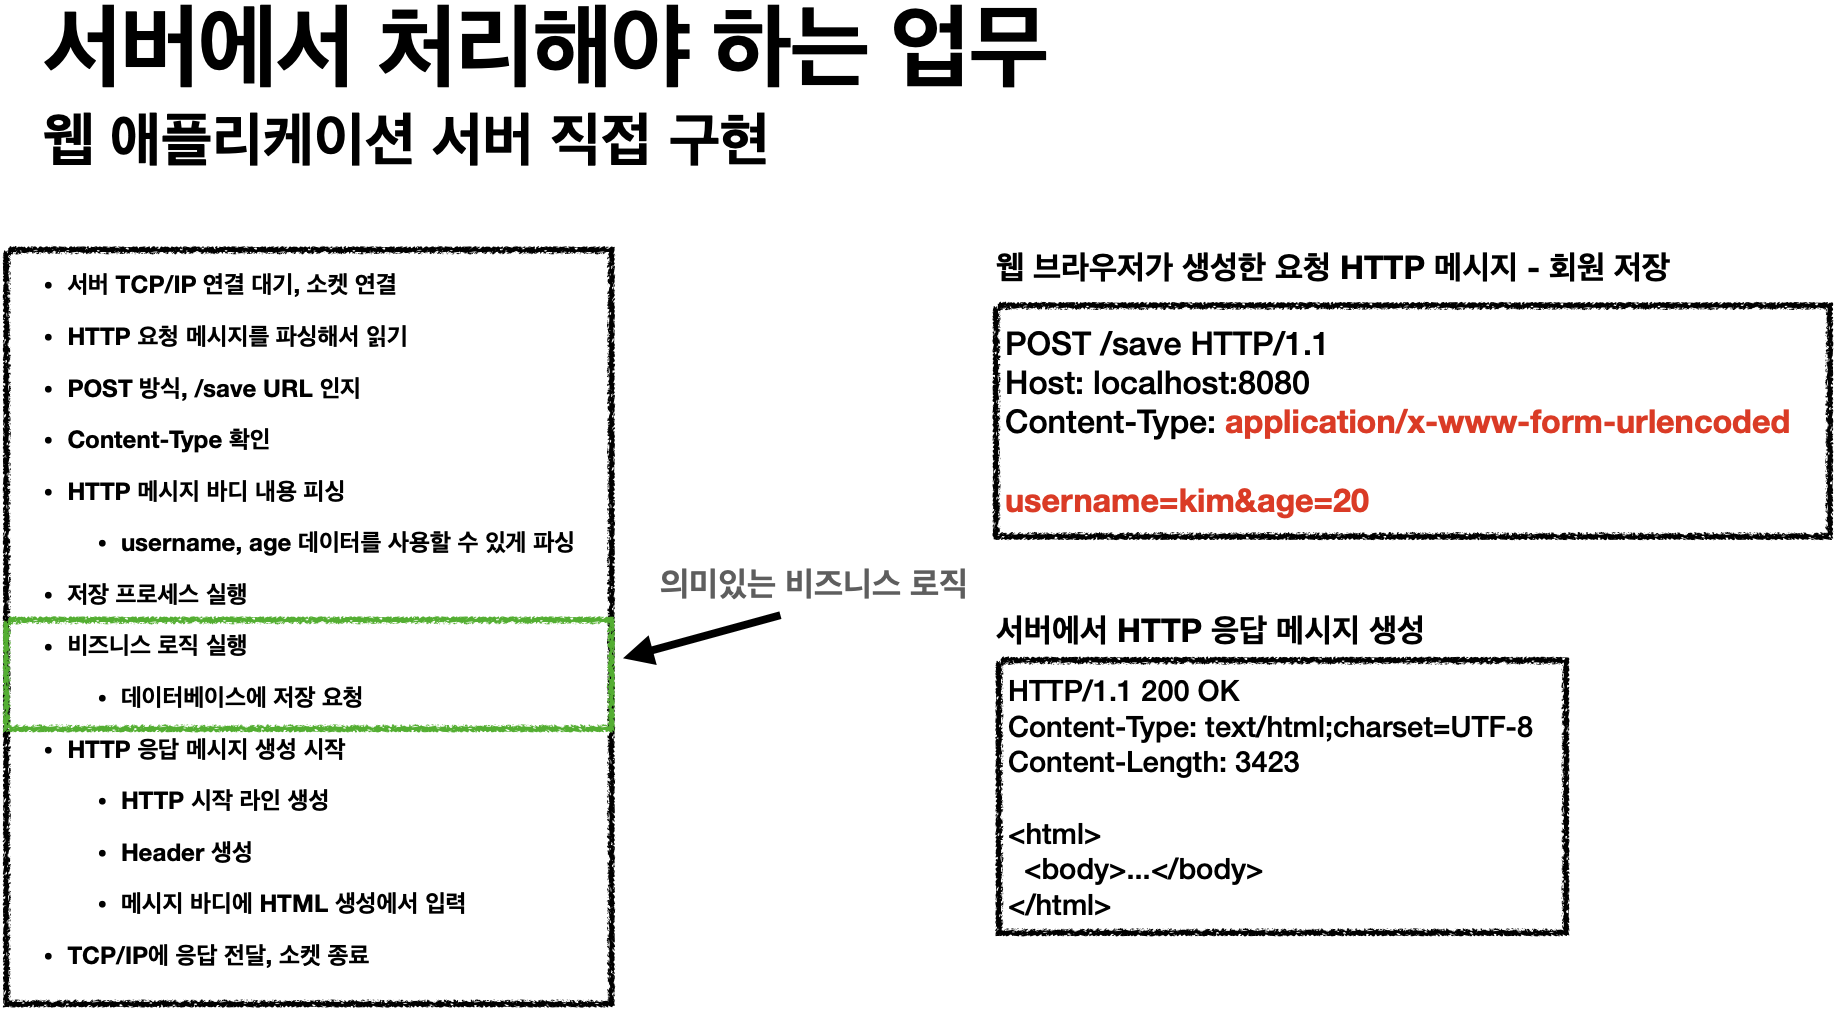 서버에서 처리해야 하는 업무
웹 애플리케이션 서버 직접 구현
• 서버 TCP/IP 연결 대기, 소켓 연결
• HTTP 요청 메시지를 파싱해서 읽기
• POST 방식, /save URL 인지
• Content-Type 확인
• HTTP 메시지 바디 내용 피싱
• username, age 데이터를 사용할 수 있게 파싱
• 저장 프로세스 실행
• 비즈니스 로직 실행
• 데이터베이스에 저장 요청
• HTTP 응답 메시지 생성 시작
• HTTP 시작 라인 생성
• Header 생성
• 메시지 바디에 HTML 생성에서 입력
• TCP/IP에 응답 전달, 소켓 종료
의미있는 비즈니스 로직
웹 브라우저가 생성한 요청 HTTP 메시지 - 회원 저장
POST /save HTTP/1.1
Host: localhost:8080
Content-Type: application/x-www-form-urlencoded
username=kim&age=20
서버에서 HTTP 응답 메시지 생성
HTTP/1.1 200 OK
Content-Type: text/html;charset=UTF-8
Content-Length: 3423
<html>
<body>...</body>
</html>